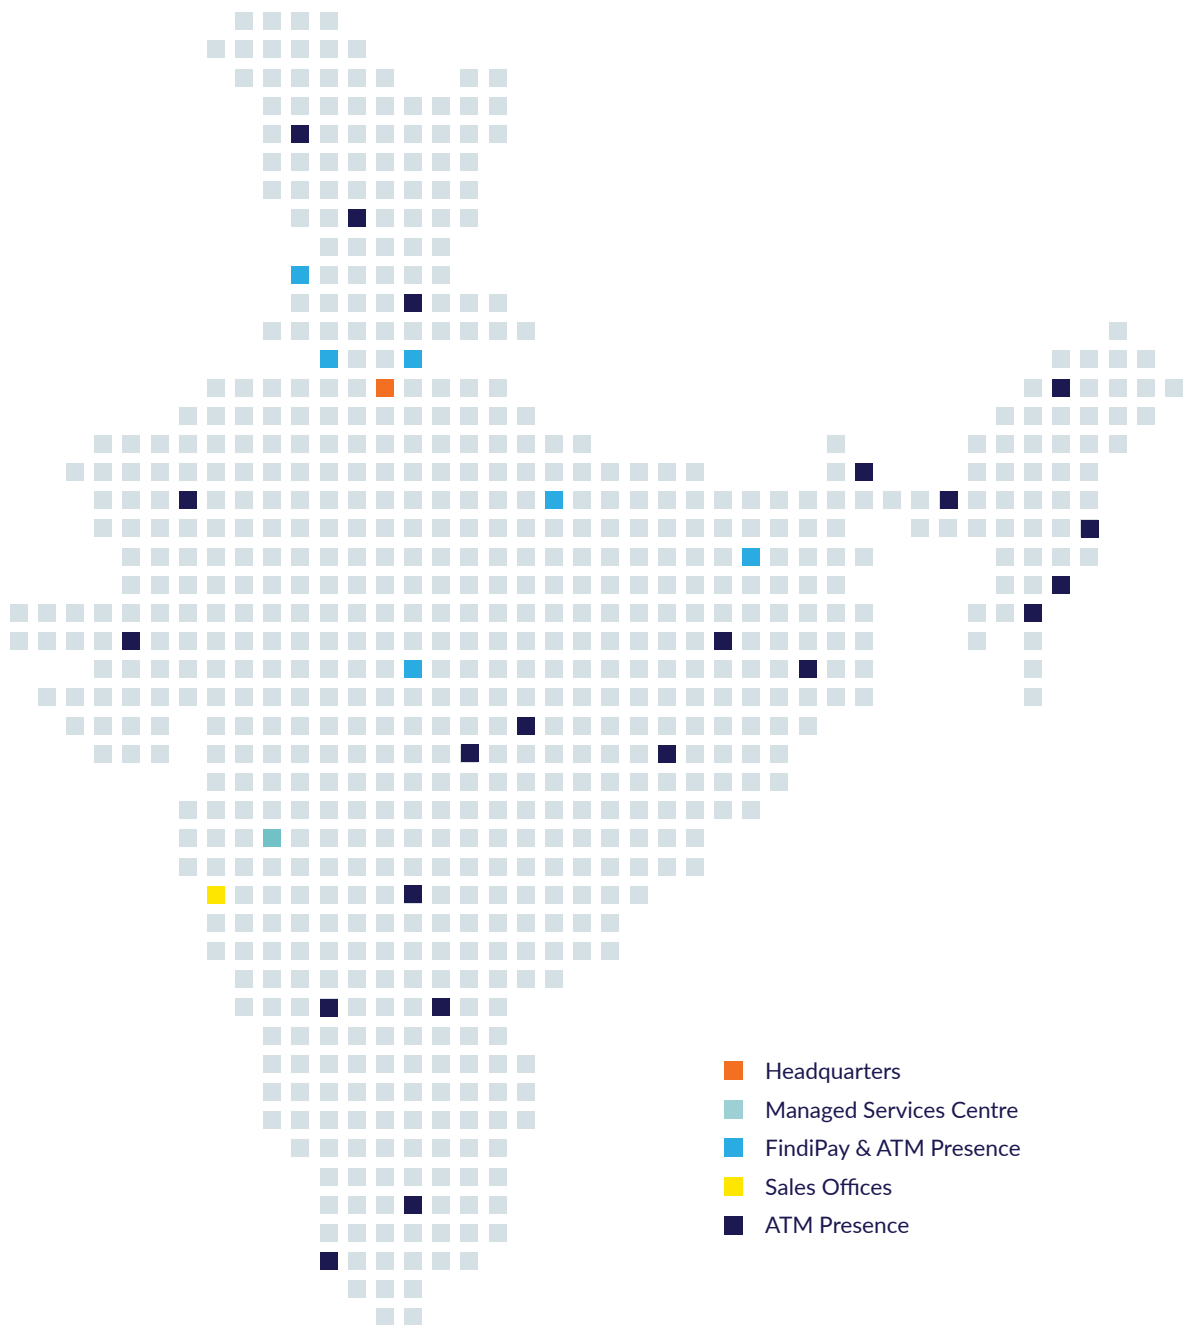 Headquarters
Managed Services Centre
FindiPay & ATM Presence
Sales Offices
ATM Presence